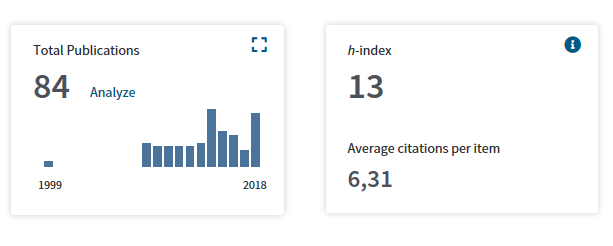 Total Publications
84 Analyze
1999 2018
h-index
13
Average citations per item
6,31